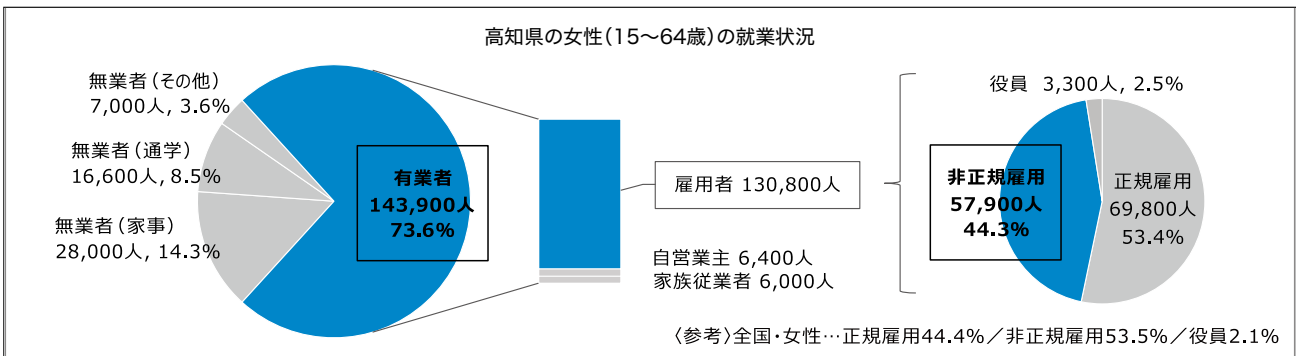 高知県の女性(15～64歳)の就業状況
無業者(その他)
7,000人, 3.6%
無業者(通学)
16,600人, 8.5%
無業者(家事)
28,000人, 14.3%
有業者
143,900人
73.6%
雇用者 130,800人
自営業主 6,400人
家族従業者 6,000人
役員 3,300人, 2.5%
非正規雇用
57,900人
44.3%
正規雇用
69,800人
53.4%
〈参考〉全国・女性…正規雇用44.4%／非正規雇用53.5%／役員2.1%